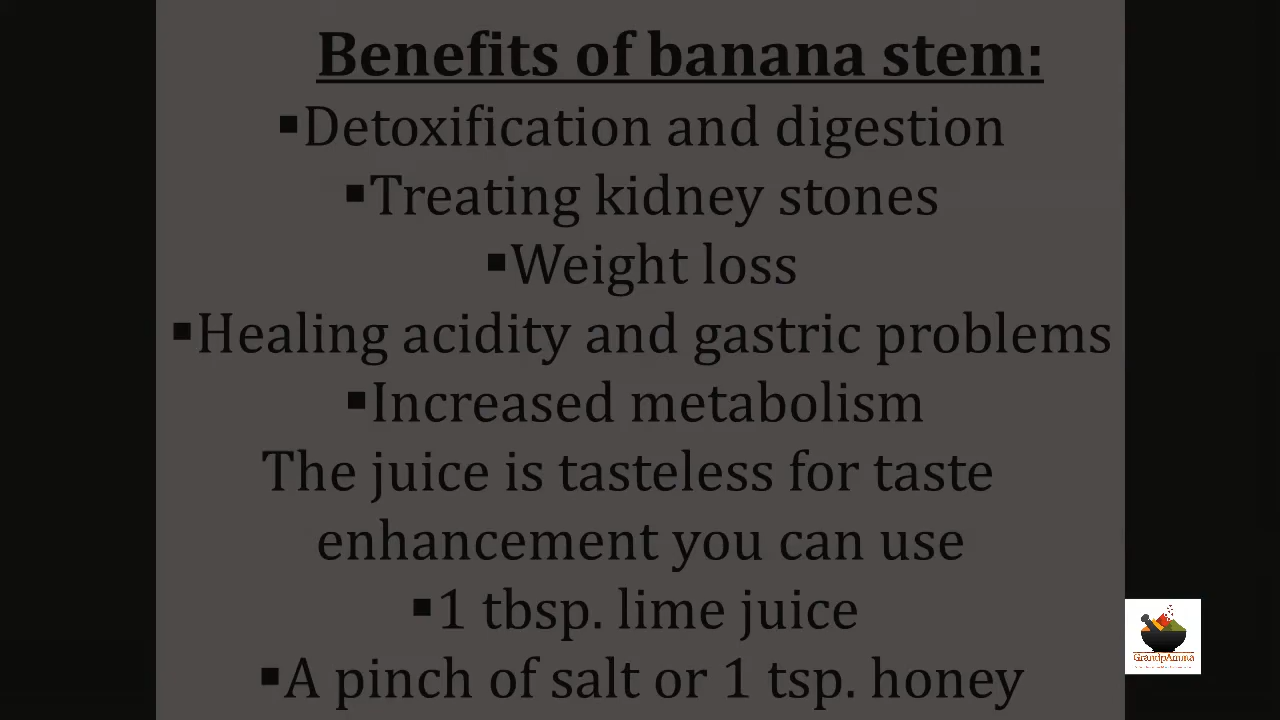 Benefits of banana stem:
▪Detoxification and digestion
▪Treating kidney stones
▪Weight loss
▪Healing acidity and gastric problems
▪Increased metabolism
The juice is tasteless for taste
enhancement you can use
▪1 tbsp. lime juice
▪A pinch of salt or 1 tsp. honey